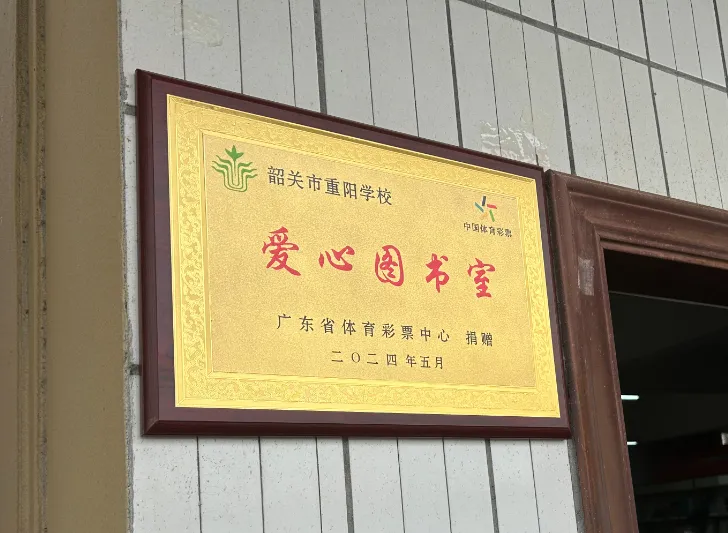 韶关市重阳学校
中国体育彩票
爱心图书室
广东省体育彩票中心 捐赠
二〇二四年五月